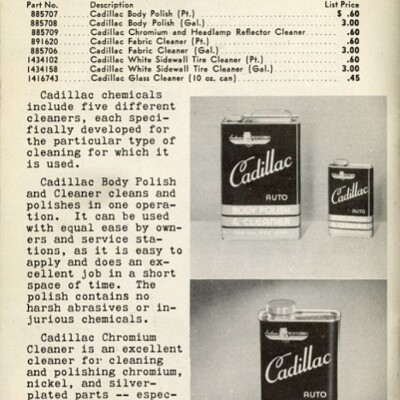 Part No. Description List Price
885707 Cadillac Body Polish (Pt.) $ .60
885708 Cadillac Body Polish (Gal.) 3.00
885709 Cadillac Chromium and Headlamp Reflector Cleaner .60
891620 Cadillac Fabric Cleaner (Pt.) .60
885706 Cadillac Fabric Cleaner (Gal.) 3.00
1434102 Cadillac White Sidewall Tire Cleaner (Pt.) .60
1434158 Cadillac White Sidewall Tire Cleaner (Gal.) 3.00
1416743 Cadillac Glass Cleaner (10 oz. can) .45
Cadillac chemicals
include five different
cleaners, each speci-
fically developed for
the particular type of
cleaning for which it
is used.
Cadillac Body Polish
and Cleaner cleans and
polishes in one opera-
tion. It can be used
with equal ease by own-
ers and service sta-
tions, as it is easy to
apply and does an ex-
cellent job in a short
space of time. The
polish contains no
harsh abrasives or in-
jurious chemicals.
Cadillac Chromium
Cleaner is an excellent
cleaner for cleaning
and polishing chromium,
nickel, and silver-
plated parts -- espec-
Cadillac
AUTO
BODY POLISH
& CLEANER
Cadillac
AUTO
Cadillac
AUTO